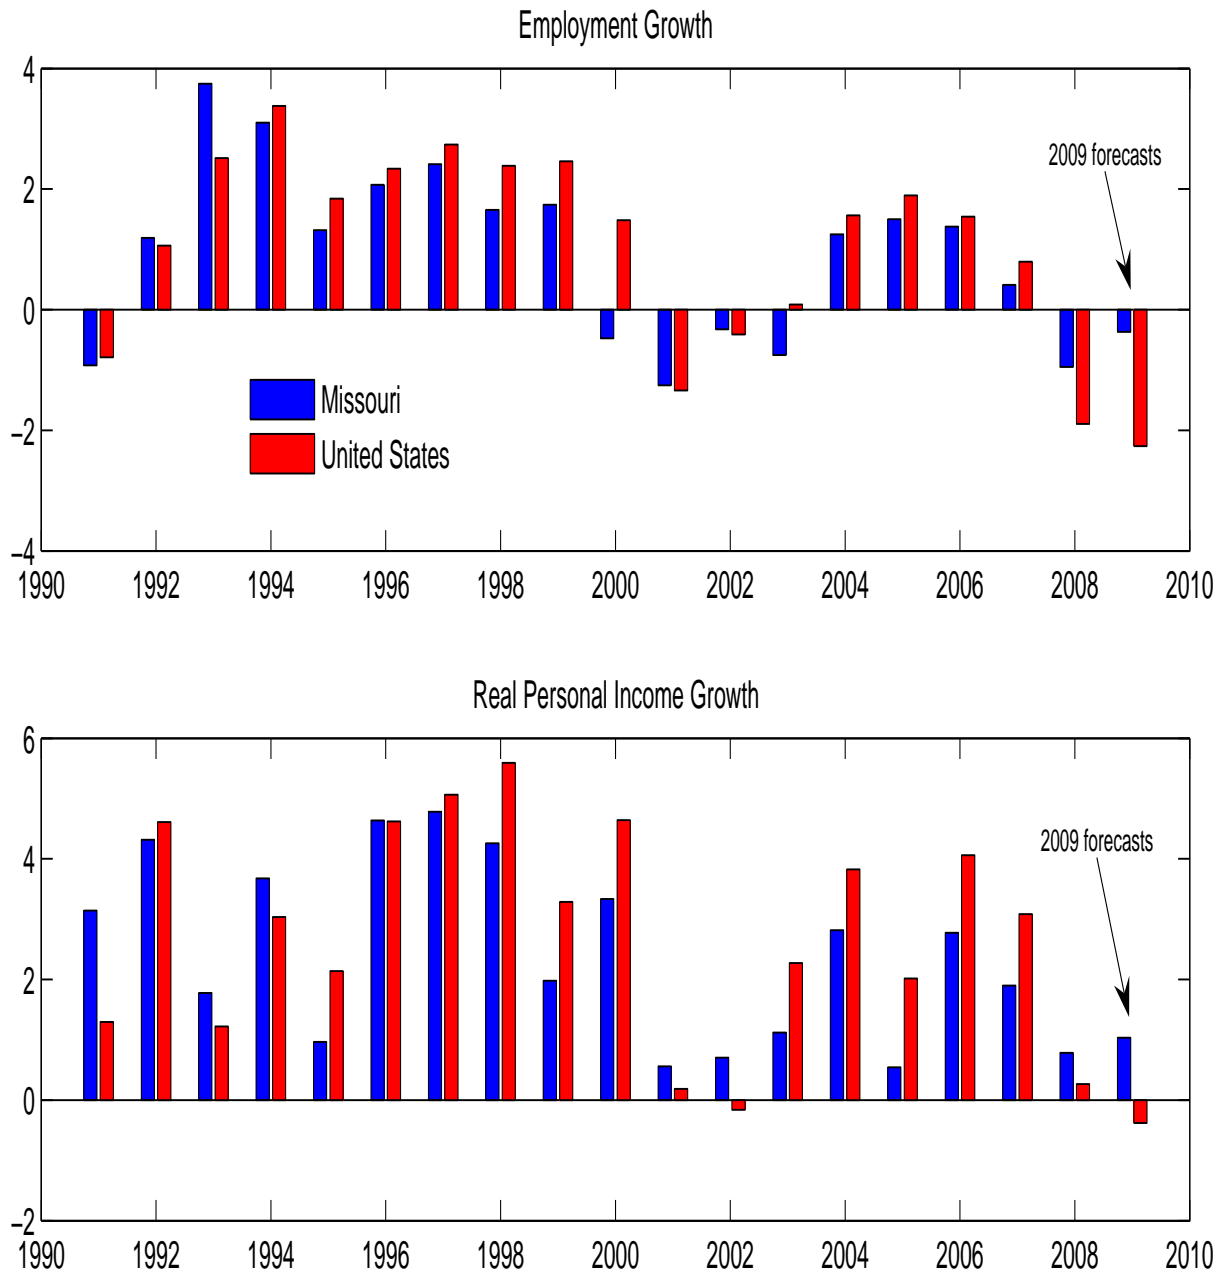 Employment Growth
4
2
0
−2
−4
2009 forecasts
Missouri
United States
1990 1992 1994 1996 1998 2000 2002 2004 2006 2008 2010
Real Personal Income Growth
6
4
2
0
−2
2009 forecasts
1990 1992 1994 1996 1998 2000 2002 2004 2006 2008 2010